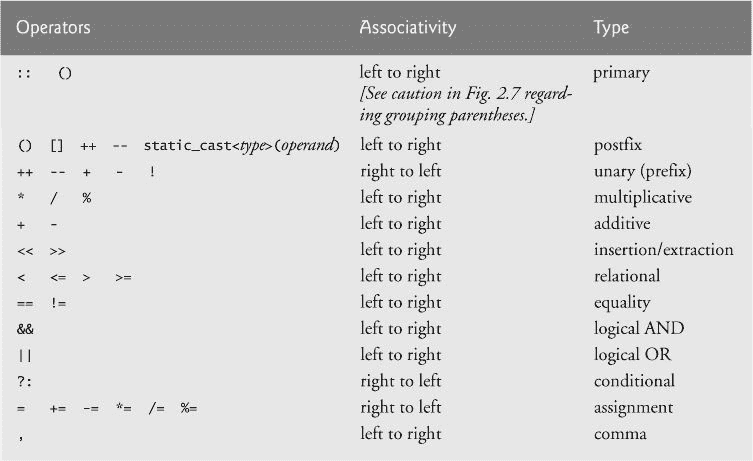 Operators Associativity Type
:: () left to right primary
[See caution in Fig. 2.7 regard-
ing grouping parentheses.]
() [] ++ -- static_cast<type>(operand) left to right postfix
++ -- + - ! right to left unary (prefix)
* / % left to right multiplicative
+ - left to right additive
<< >> left to right insertion/extraction
< <= > >= left to right relational
== != left to right equality
&& left to right logical AND
|| left to right logical OR
?: right to left conditional
= += -= *= /= %= right to left assignment
, left to right comma